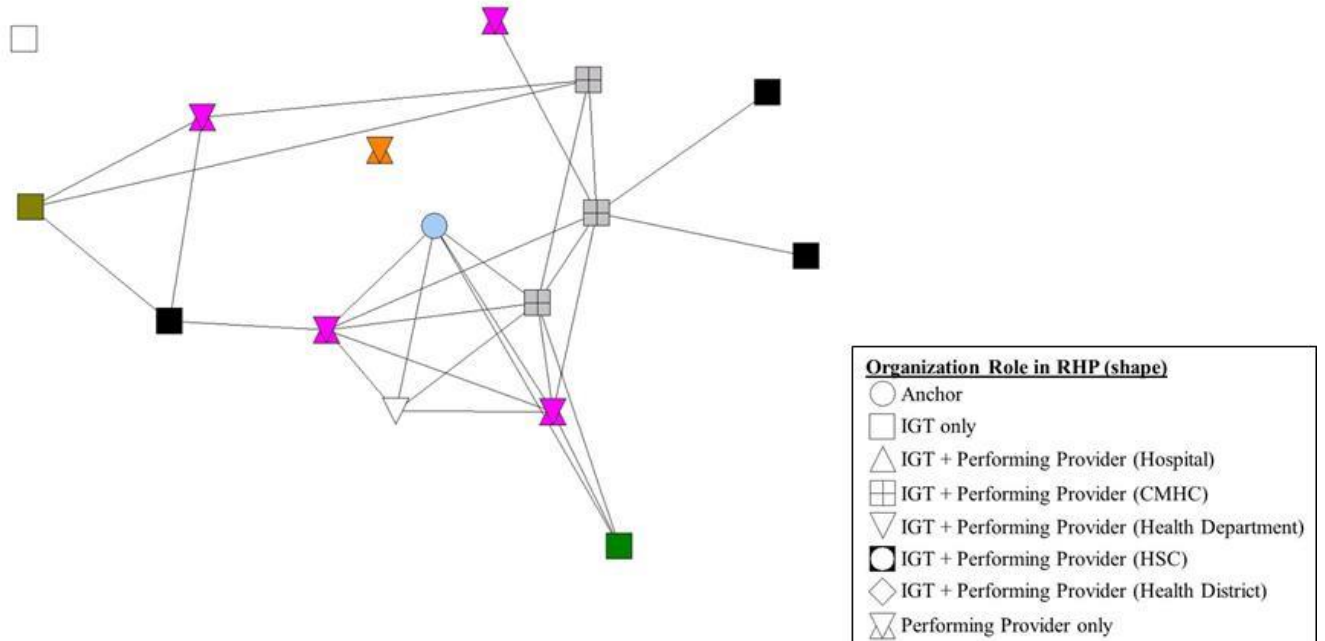 Organization Role in RHP (shape)
Anchor
IGT only
IGT + Performing Provider (Hospital)
IGT + Performing Provider (CMHC)
IGT + Performing Provider (Health Department)
IGT + Performing Provider (HSC)
IGT + Performing Provider (Health District)
Performing Provider only